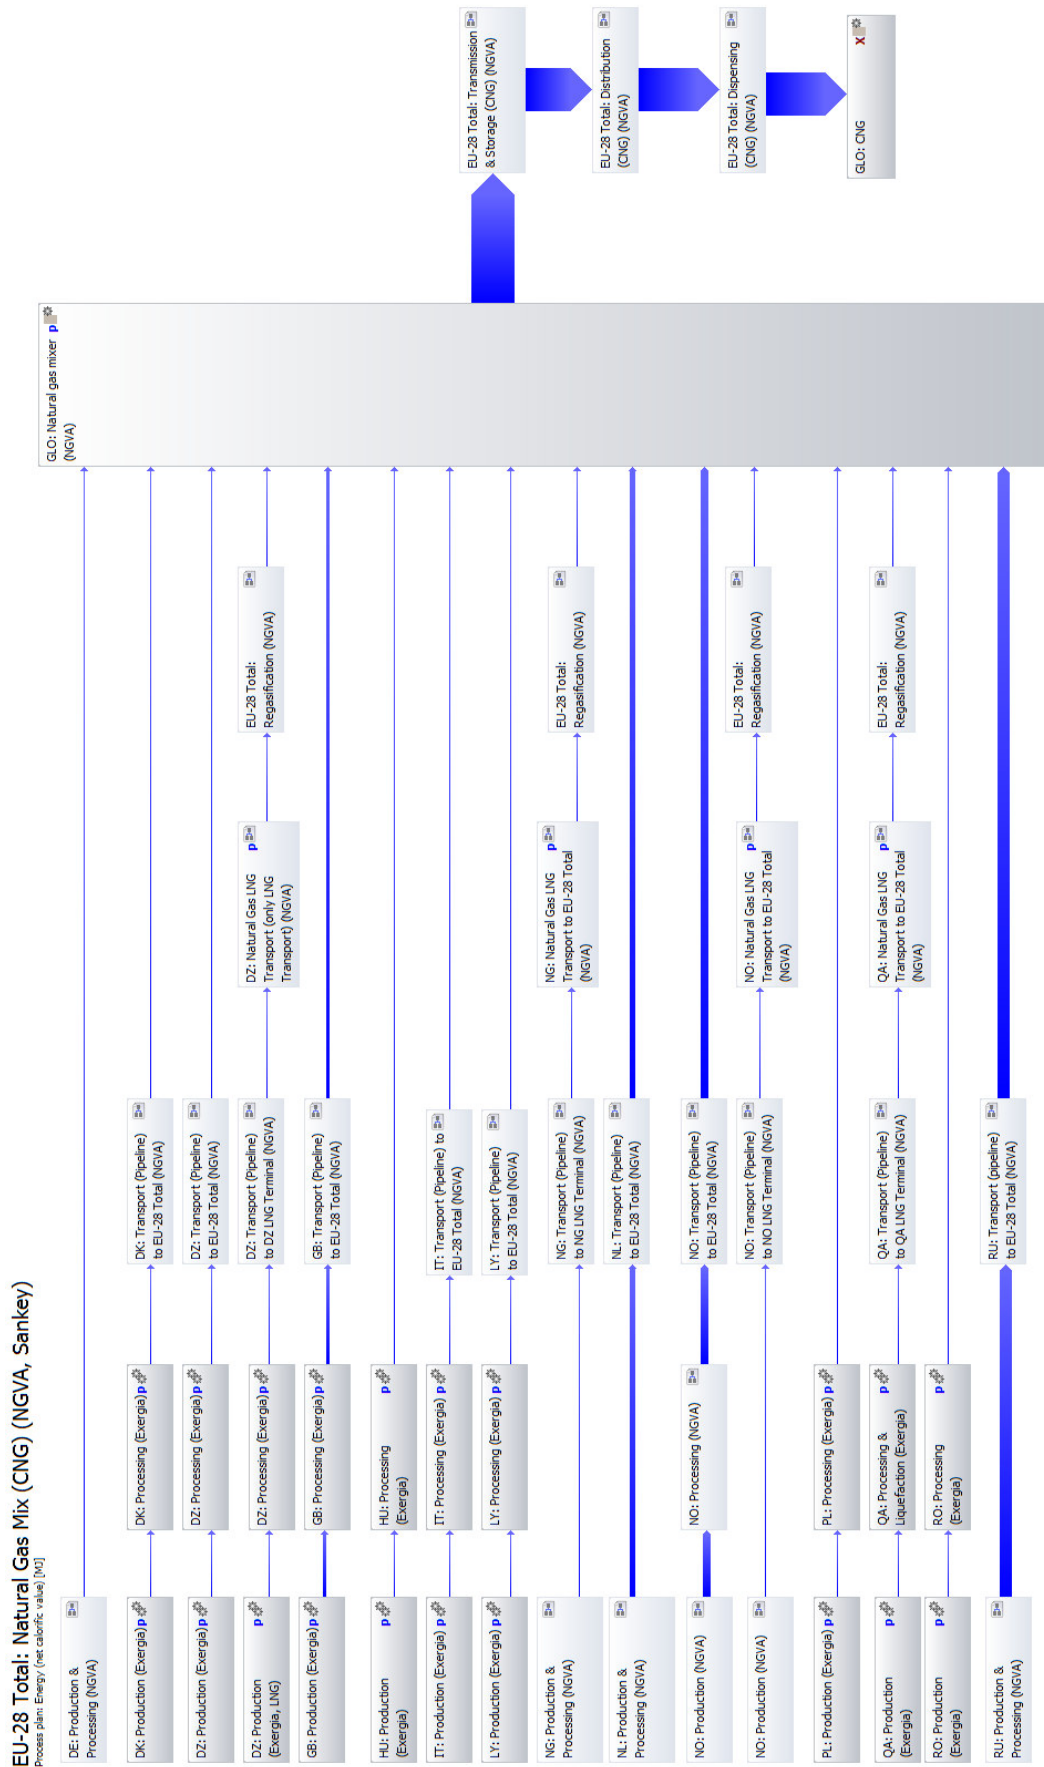 EU-28 Total: Natural Gas Mix (CNG) (NGVA, Sankey)
Process plan: Energy (net calorific value) [MJ]
DE: Production &
Processing (NGVA)
DK: Production (Exergia) p
DK: Processing (Exergia) p
DK: Transport (Pipeline)
to EU-28 Total (NGVA)
DZ: Production (Exergia) p
DZ: Processing (Exergia) p
DZ: Transport (Pipeline)
to EU-28 Total (NGVA)
DZ: Production p
(Exergia, LNG)
DZ: Processing (Exergia) p
DZ: Transport (Pipeline)
to DZ LNG Terminal (NGVA)
DZ: Natural Gas LNG p
Transport (only LNG
Transport) (NGVA)
EU-28 Total:
Regasification (NGVA)
GB: Production (Exergia) p
GB: Processing (Exergia) p
GB: Transport (Pipeline)
to EU-28 Total (NGVA)
HU: Production p
(Exergia)
HU: Processing p
(Exergia)
IT: Production (Exergia) p
IT: Processing (Exergia) p
IT: Transport (Pipeline) to
EU-28 Total (NGVA)
LY: Production (Exergia) p
LY: Processing (Exergia) p
LY: Transport (Pipeline)
to EU-28 Total (NGVA)
NG: Production &
Processing (NGVA)
NG: Transport (Pipeline)
to NG LNG Terminal (NGVA)
NG: Natural Gas LNG p
Transport to EU-28 Total
(NGVA)
EU-28 Total:
Regasification (NGVA)
NL: Production &
Processing (NGVA)
NL: Transport (Pipeline)
to EU-28 Total (NGVA)
NO: Production (NGVA)
NO: Processing (NGVA)
NO: Transport (Pipeline)
to EU-28 Total (NGVA)
NO: Production (NGVA)
NO: Transport (Pipeline)
to NO LNG Terminal (NGVA)
NO: Natural Gas LNG p
Transport to EU-28 Total
(NGVA)
EU-28 Total:
Regasification (NGVA)
PL: Production (Exergia) p
PL: Processing (Exergia) p
QA: Production p
(Exergia)
QA: Processing & p
Liquefaction (Exergia)
QA: Transport (Pipeline)
to QA LNG Terminal (NGVA)
QA: Natural Gas LNG p
Transport to EU-28 Total
(NGVA)
EU-28 Total:
Regasification (NGVA)
RO: Production p
(Exergia)
RO: Processing p
(Exergia)
RU: Production &
Processing (NGVA)
RU: Transport (pipeline)
to EU-28 Total (NGVA)
GLO: Natural gas mixer p
(NGVA)
EU-28 Total: Transmission
& Storage (CNG) (NGVA)
EU-28 Total: Distribution
(CNG) (NGVA)
EU-28 Total: Dispensing
(CNG) (NGVA)
GLO: CNG X